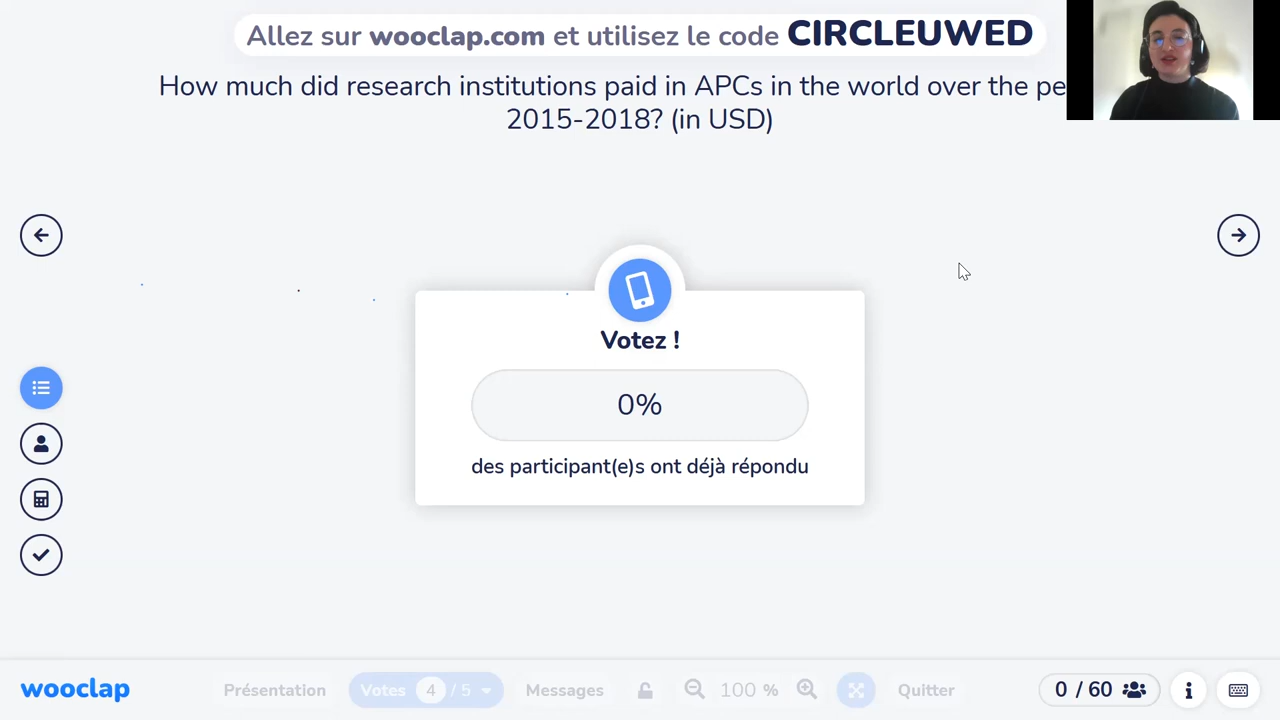 Allez sur wooclap.com et utilisez le code CIRCLEUWED
How much did research institutions paid in APCs in the world over the
2015-2018? (in USD)
Votez !
0%
des participant(e)s ont déjà répondu
wooclap
Présentation
Votes 4 / 5
Messages
100 %
Quitter
0 / 60